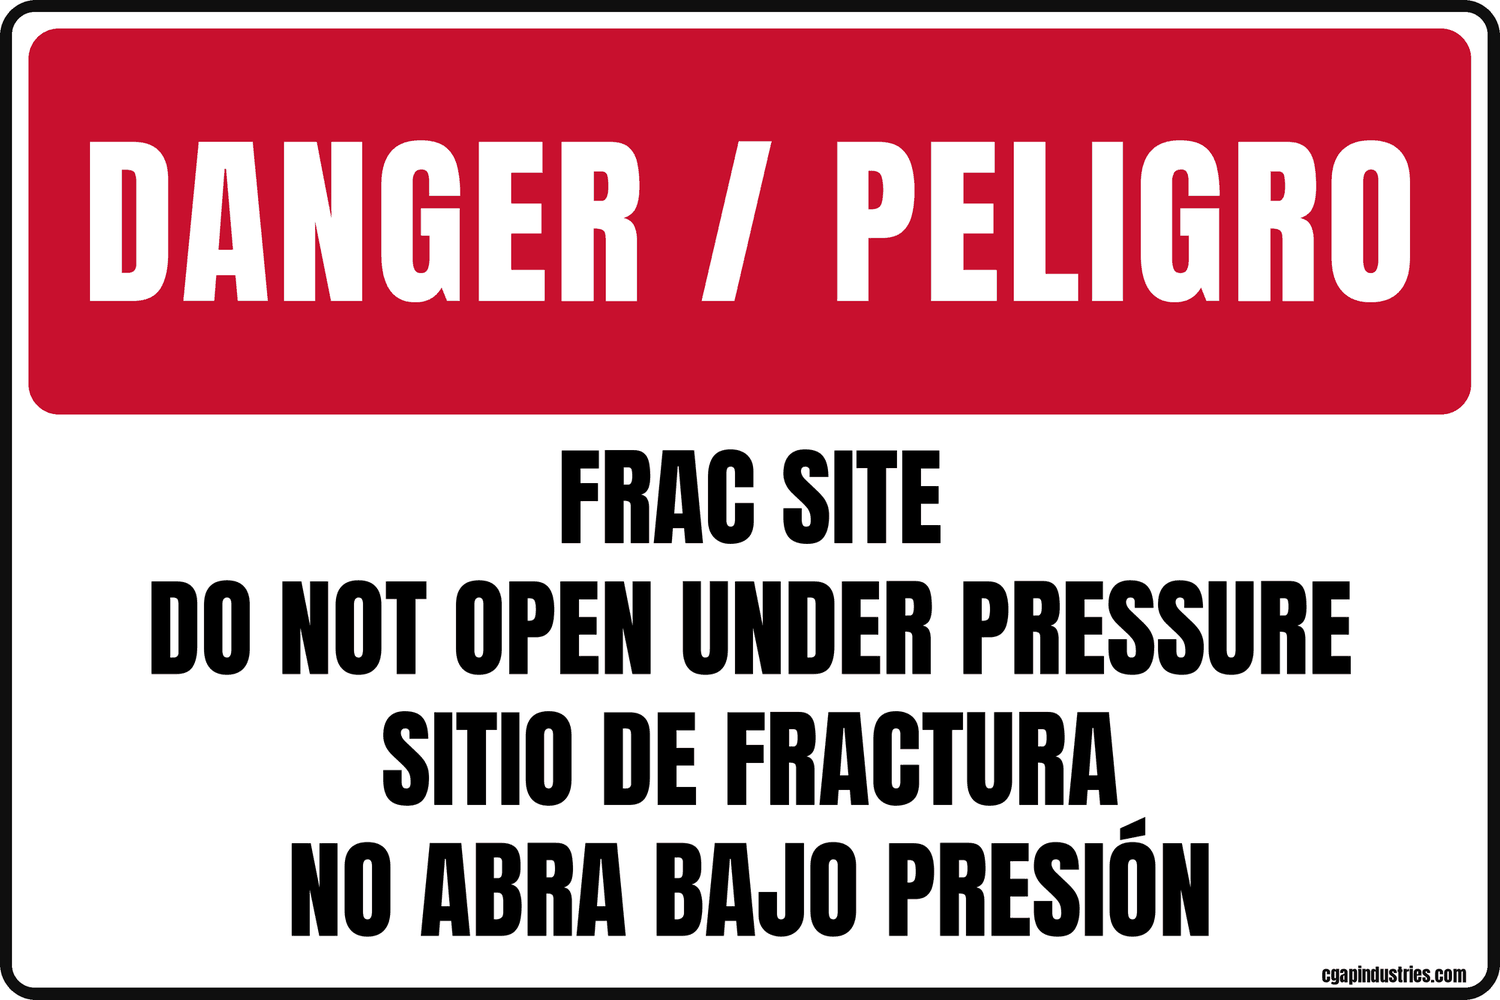 DANGER / PELIGRO
FRAC SITE
DO NOT OPEN UNDER PRESSURE
SITIO DE FRACTURA
NO ABRA BAJO PRESIÓN
cgapindustries.com